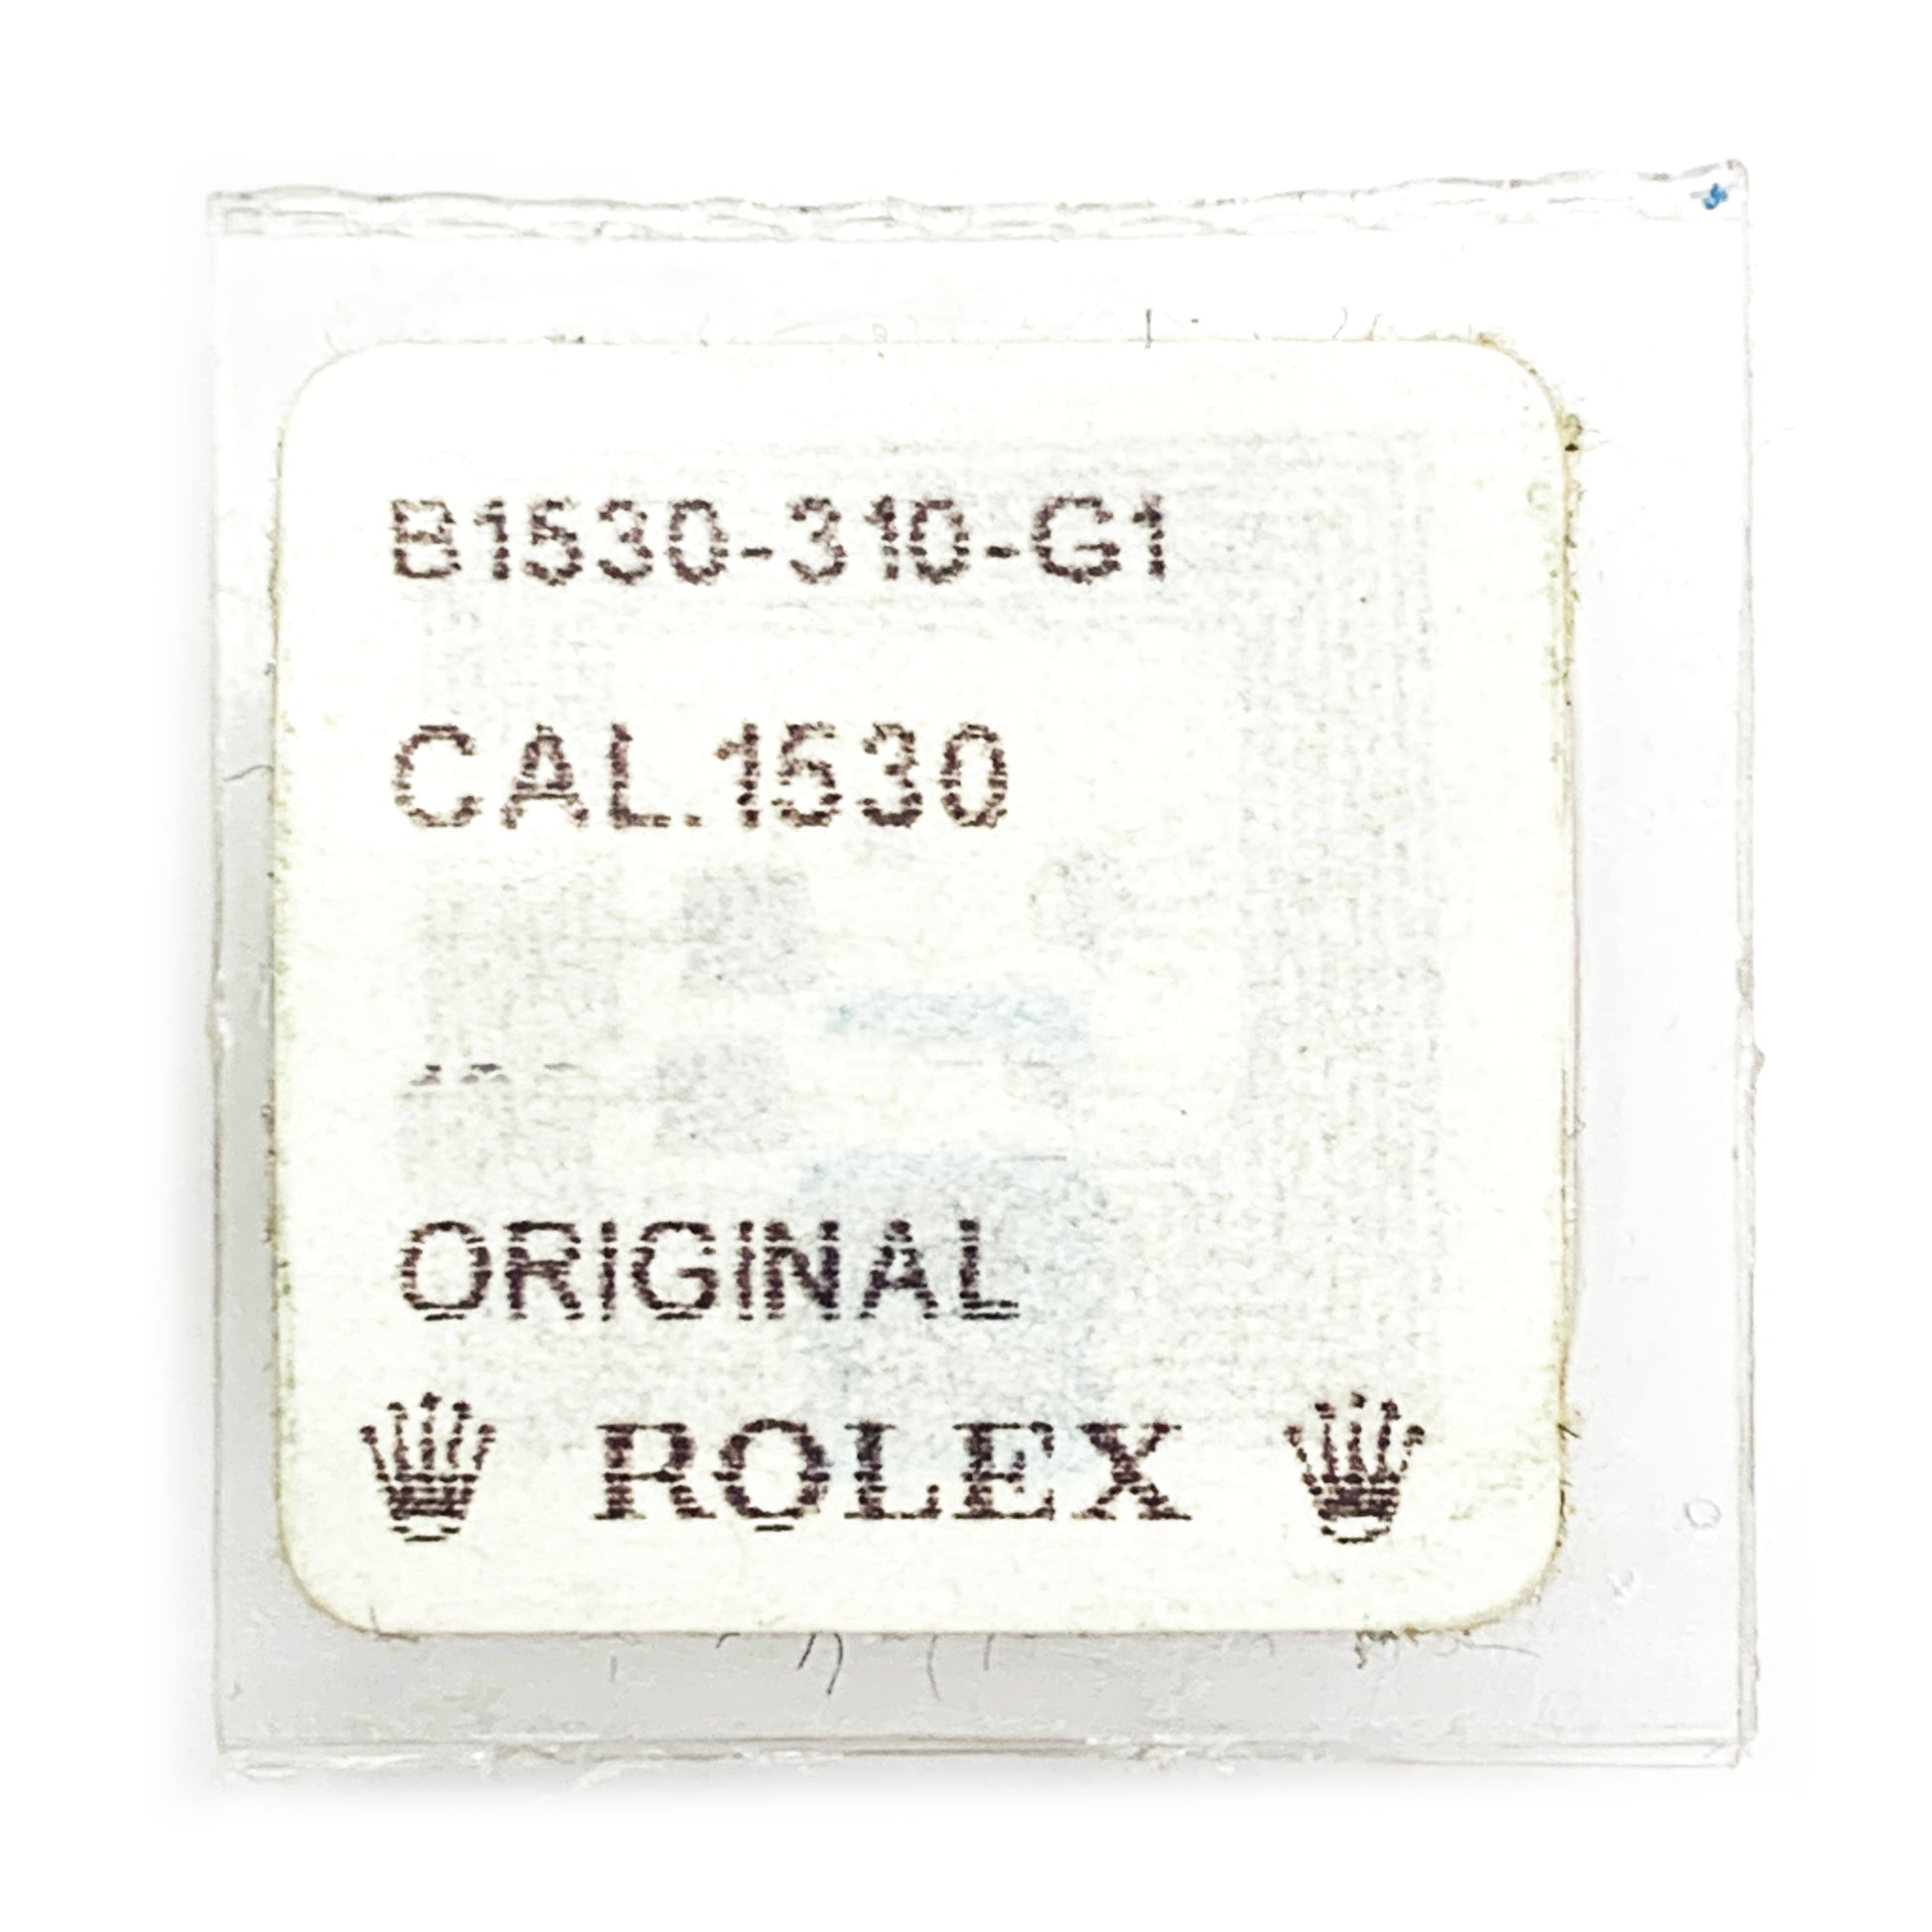 B1530-310-G1
CAL.1530
ORIGINAL
ROLEX